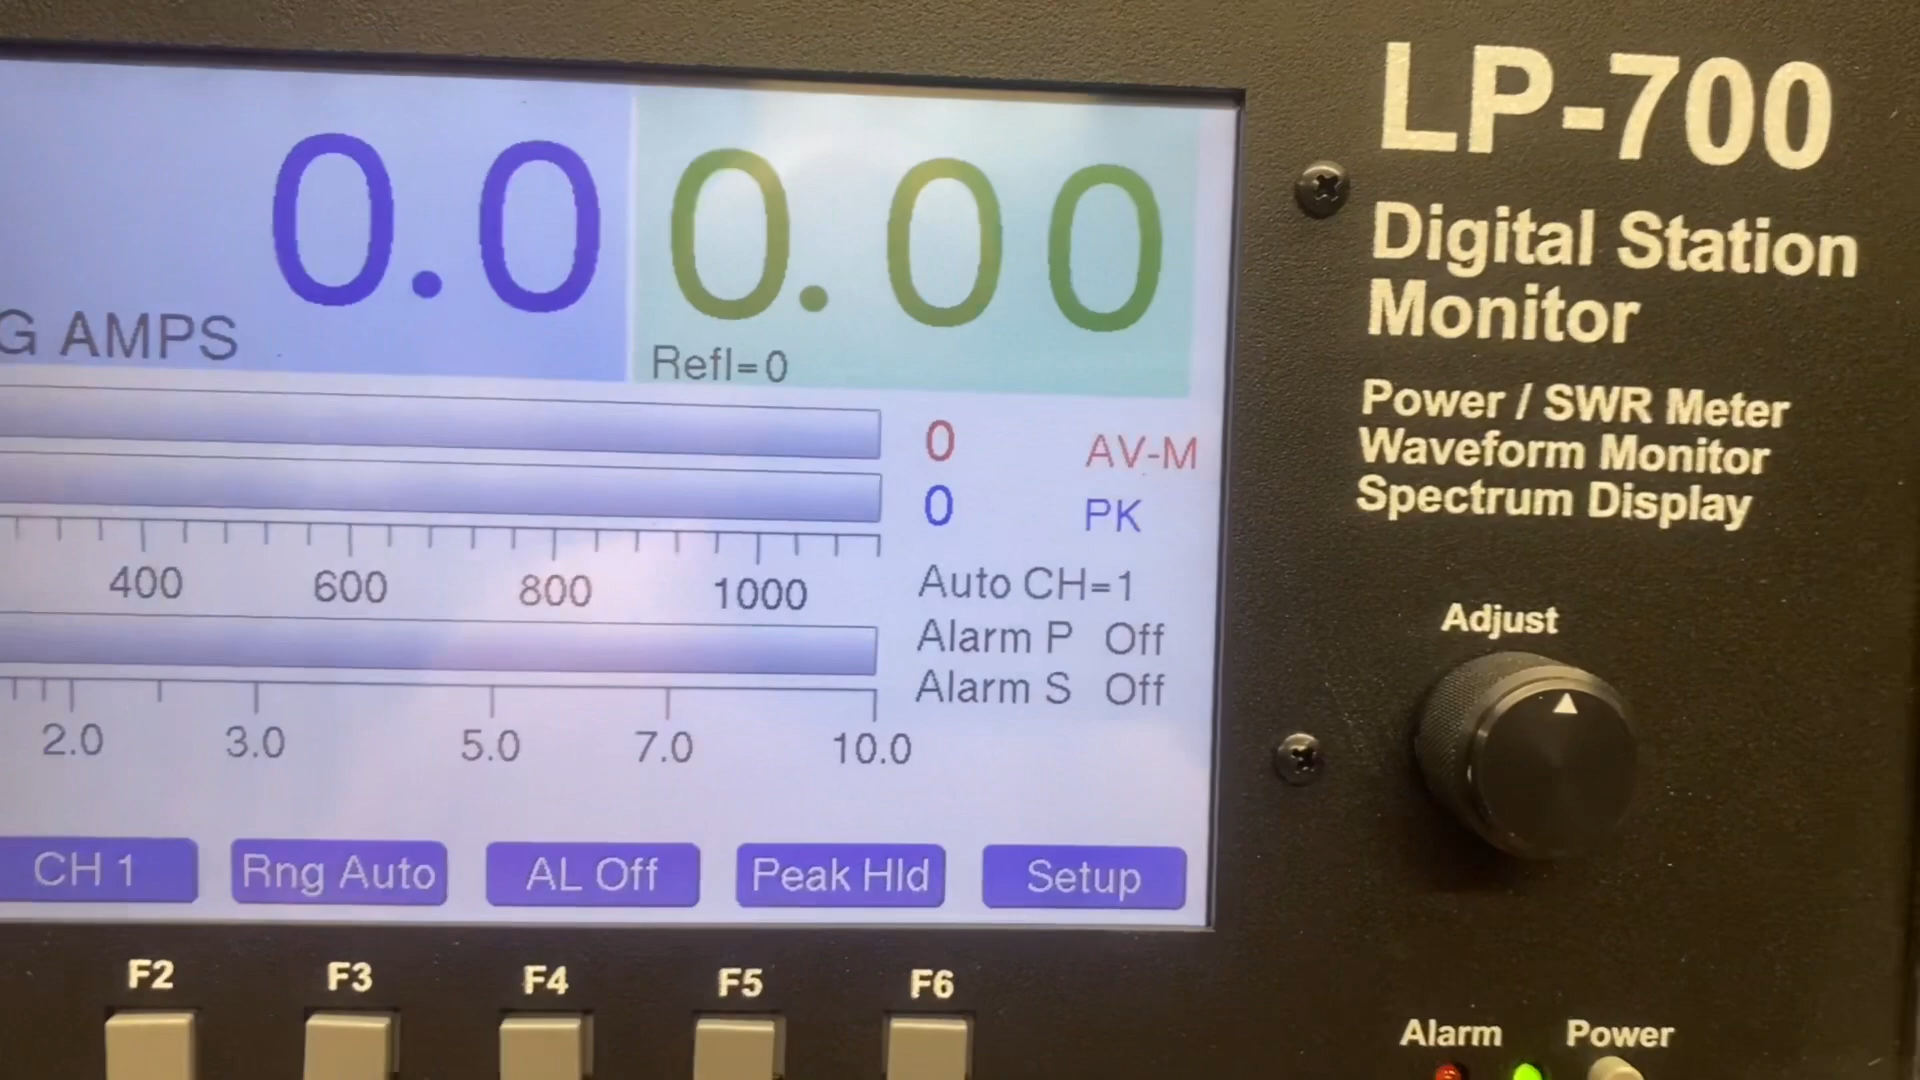 LP-700
Digital Station
Monitor
Power / SWR Meter
Waveform Monitor
Spectrum Display
0.0
0.00
G AMPS
Refl=0
0 AV-M
0 PK
400 600 800 1000
Auto CH=1
Alarm P Off
Alarm S Off
2.0 3.0 5.0 7.0 10.0
CH 1 Rng Auto AL Off Peak Hld Setup
F2 F3 F4 F5 F6
Adjust
Alarm Power